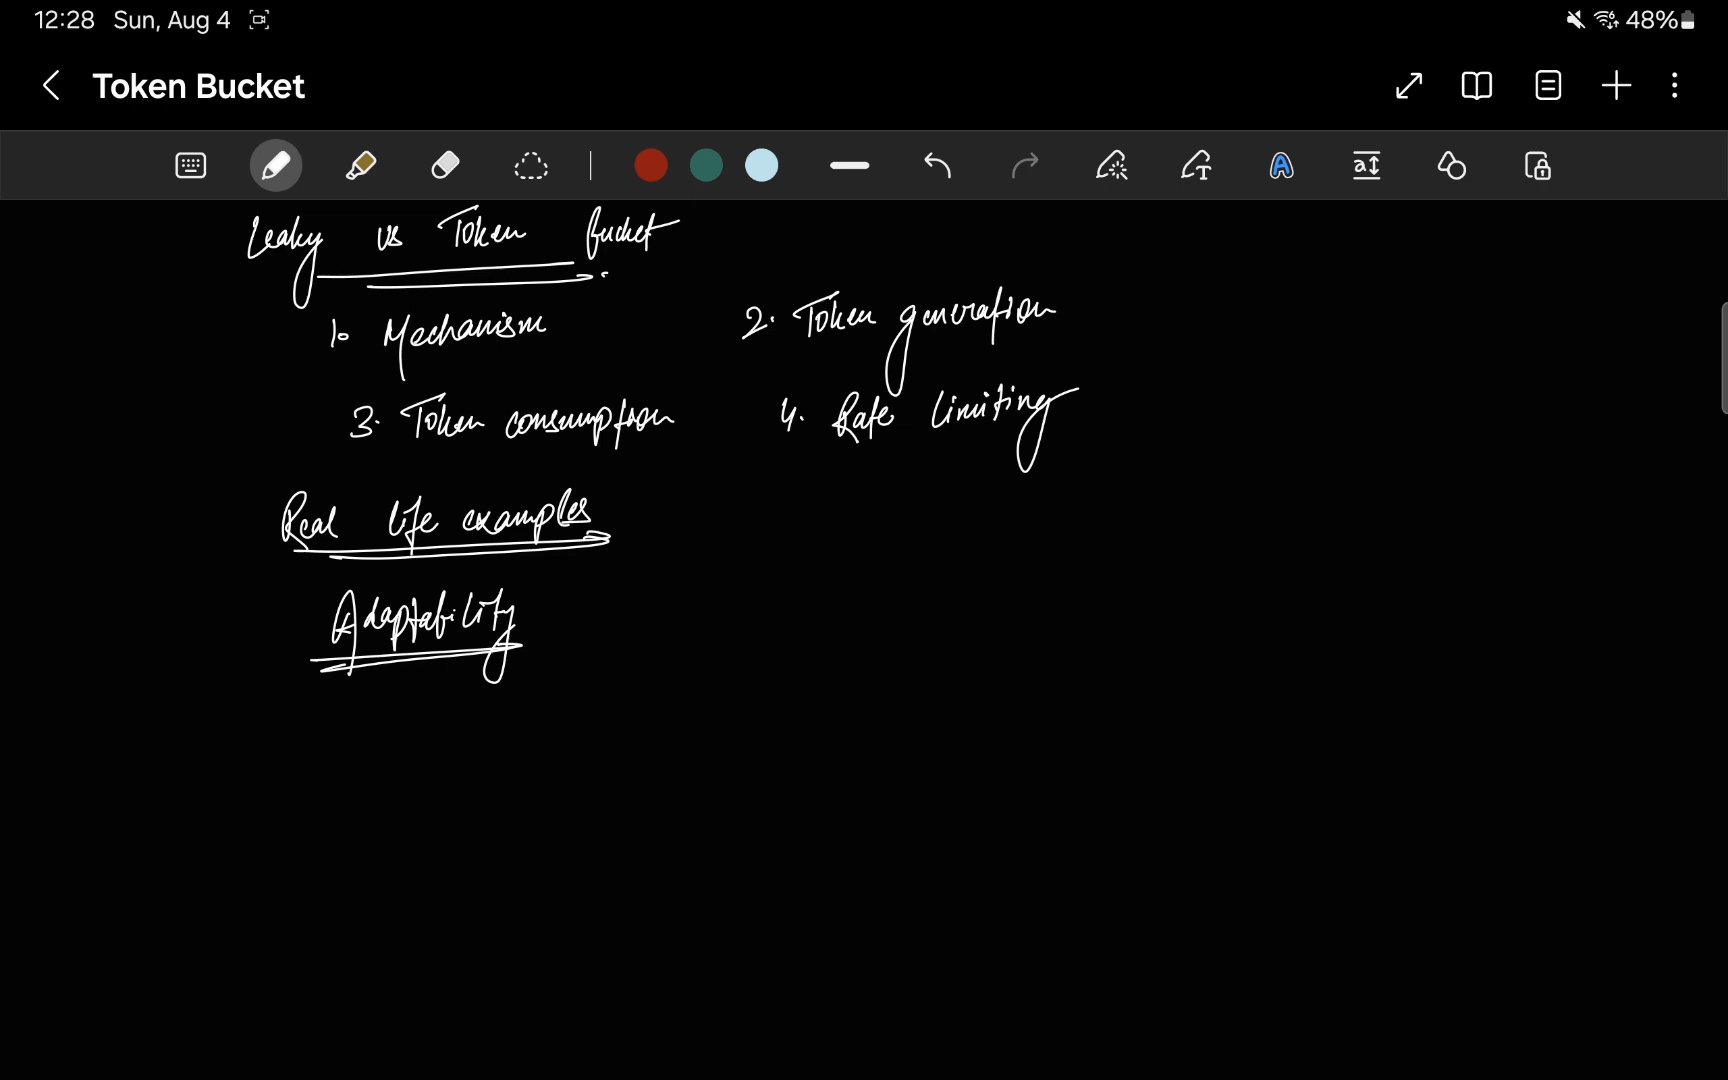 12:28 Sun, Aug 4 48%
Token Bucket
Leaky vs Token Bucket
1. Mechanism 2. Token generation
3. Token consumption 4. Rate limiting
Real life examples
Adaptability